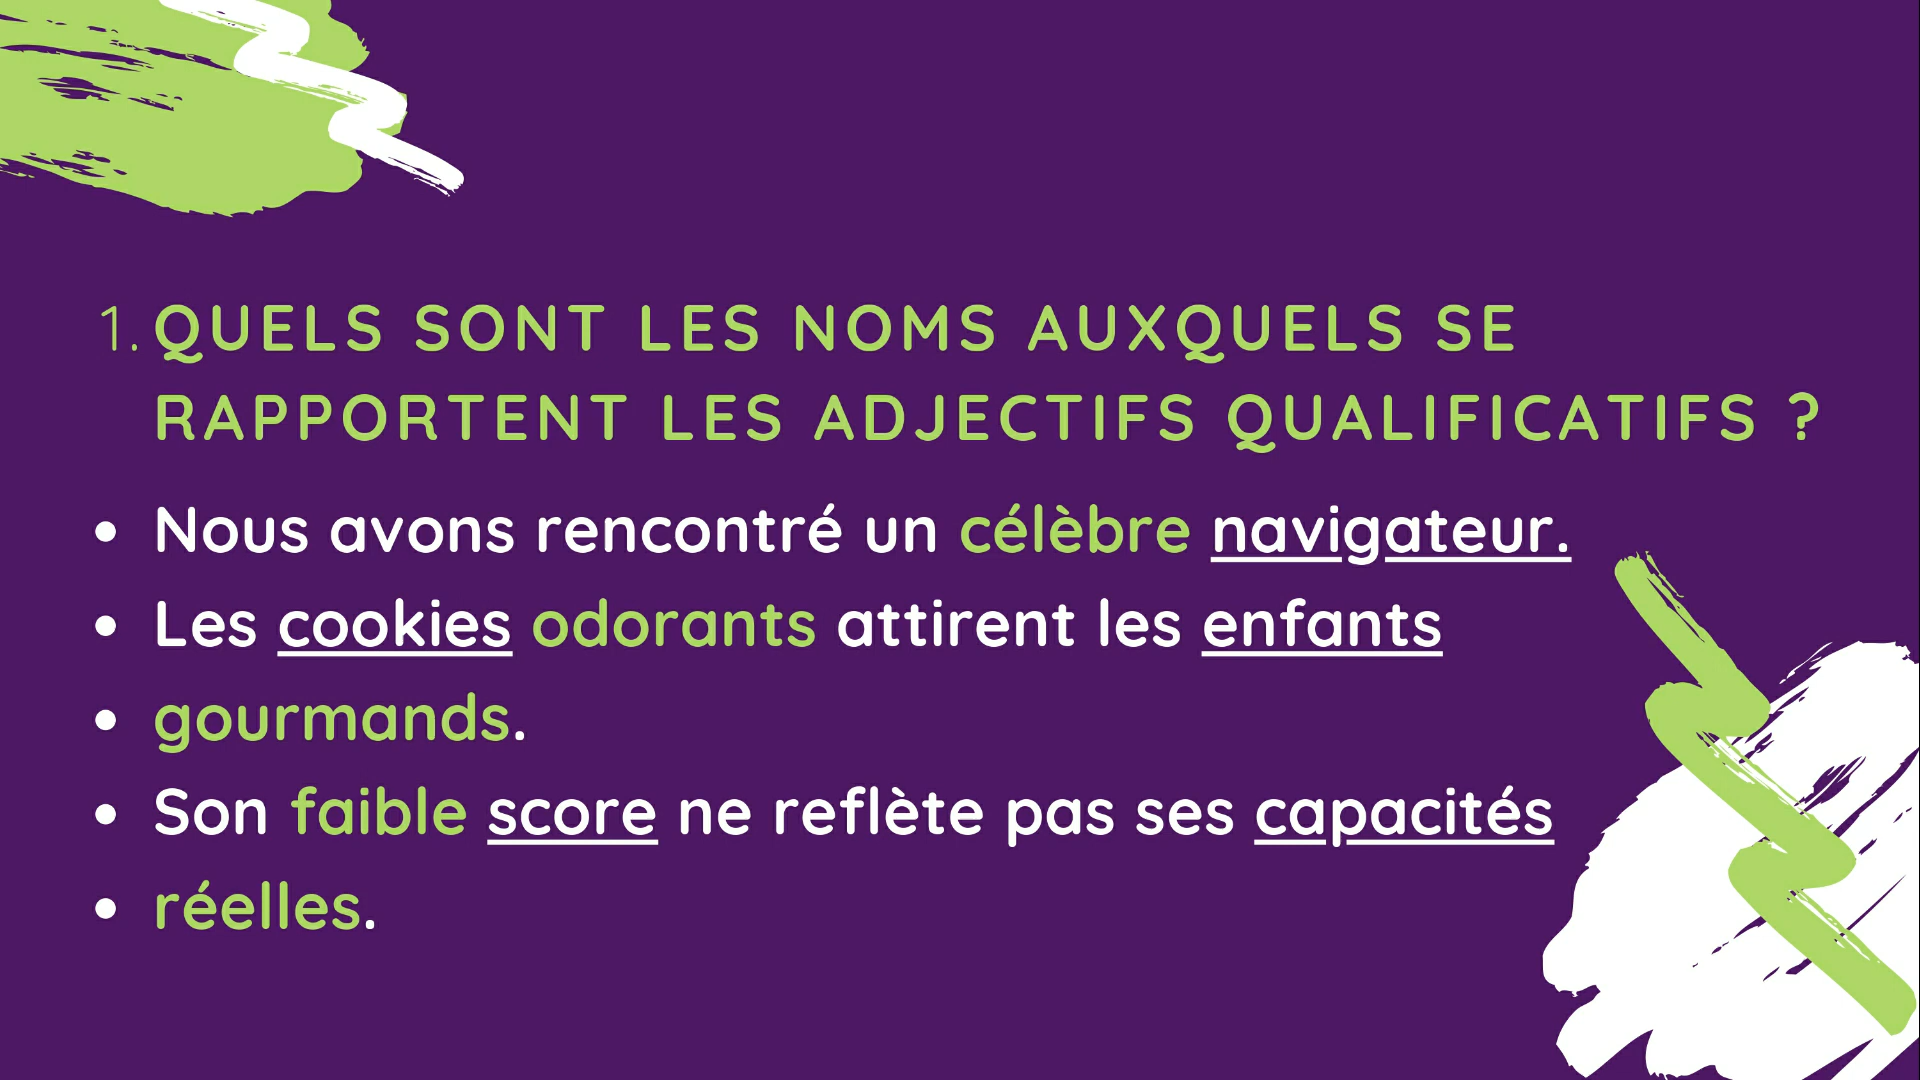 1. QUELS SONT LES NOMS AUXQUELS SE
RAPPORTENT LES ADJECTIFS QUALIFICATIFS ?
• Nous avons rencontré un célèbre navigateur.
• Les cookies odorants attirent les enfants
• gourmands.
• Son faible score ne reflète pas ses capacités
• réelles.